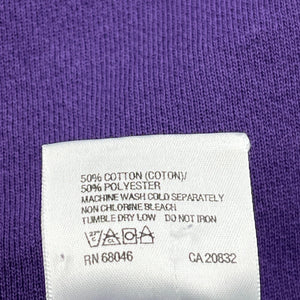 50% COTTON (COTON)/
50% POLYESTER
MACHINE WASH COLD SEPARATELY
NON CHLORINE BLEACH
TUMBLE DRY LOW DO NOT IRON
RN 68046 CA 20832